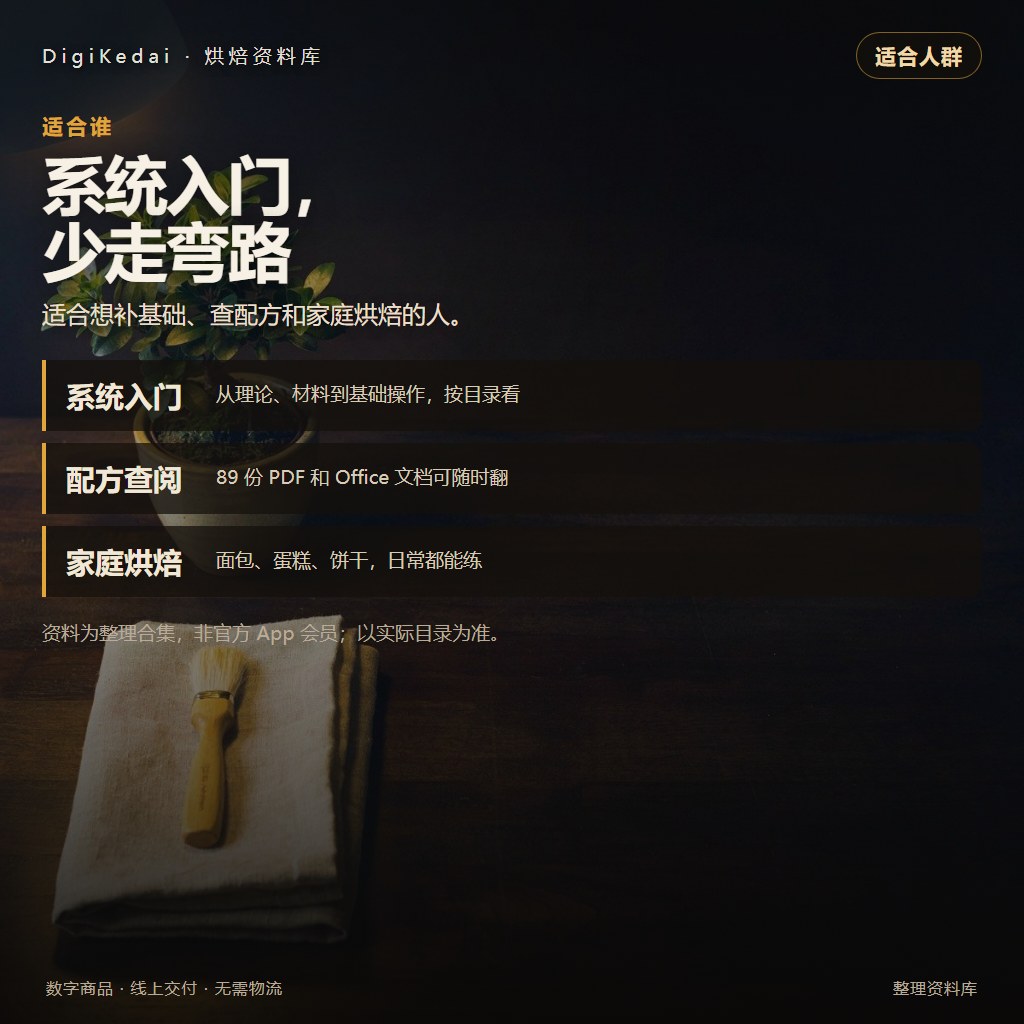 DigiKedai · 烘焙资料库
适合人群
适合谁
系统入门，
少走弯路
适合想补基础、查配方和家庭烘焙的人。
系统入门 从理论、材料到基础操作，按目录看
配方查阅 89 份 PDF 和 Office 文档可随时翻
家庭烘焙 面包、蛋糕、饼干，日常都能练
资料为整理合集，非官方 App 会员；以实际目录为准。
数字商品 · 线上交付 · 无需物流
整理资料库